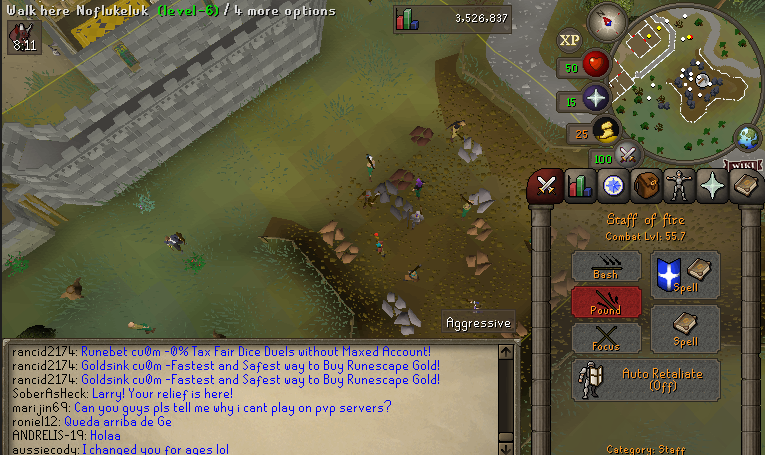 Walk here Noflukeluk (level-6) / 4 more options
8:11
3,526,837
XP
50
15
25
100
WIKI
Staff of fire
Combat Lvl: 55.7
Bash
Spell
Pound
Spell
Focus
Aggressive
Auto Retaliate
(Off)
Category: Staff
rancid2174: Runebet cu0m -0% Tax Fair Dice Duels without Maxed Account!
rancid2174: Goldsink cu0m -Fastest and Safest way to Buy Runescape Gold!
rancid2174: Goldsink cu0m -Fastest and Safest way to Buy Runescape Gold!
SoberAsHeck: Larry! Your relief is here!
marijin69: Can you guys pls tell me why i cant play on pvp servers?
roniel12: Queda arriba de Ge
ANDRELIS-19: Holaa
aussiecody: I changed you for ages lol